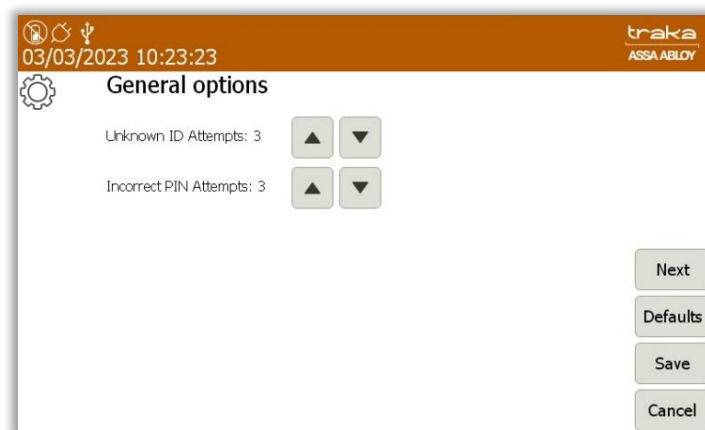 traka
03/03/2023 10:23:23
ASSA ABLOY
General options
Unknown ID Attempts: 3
Incorrect PIN Attempts: 3
Next
Defaults
Save
Cancel